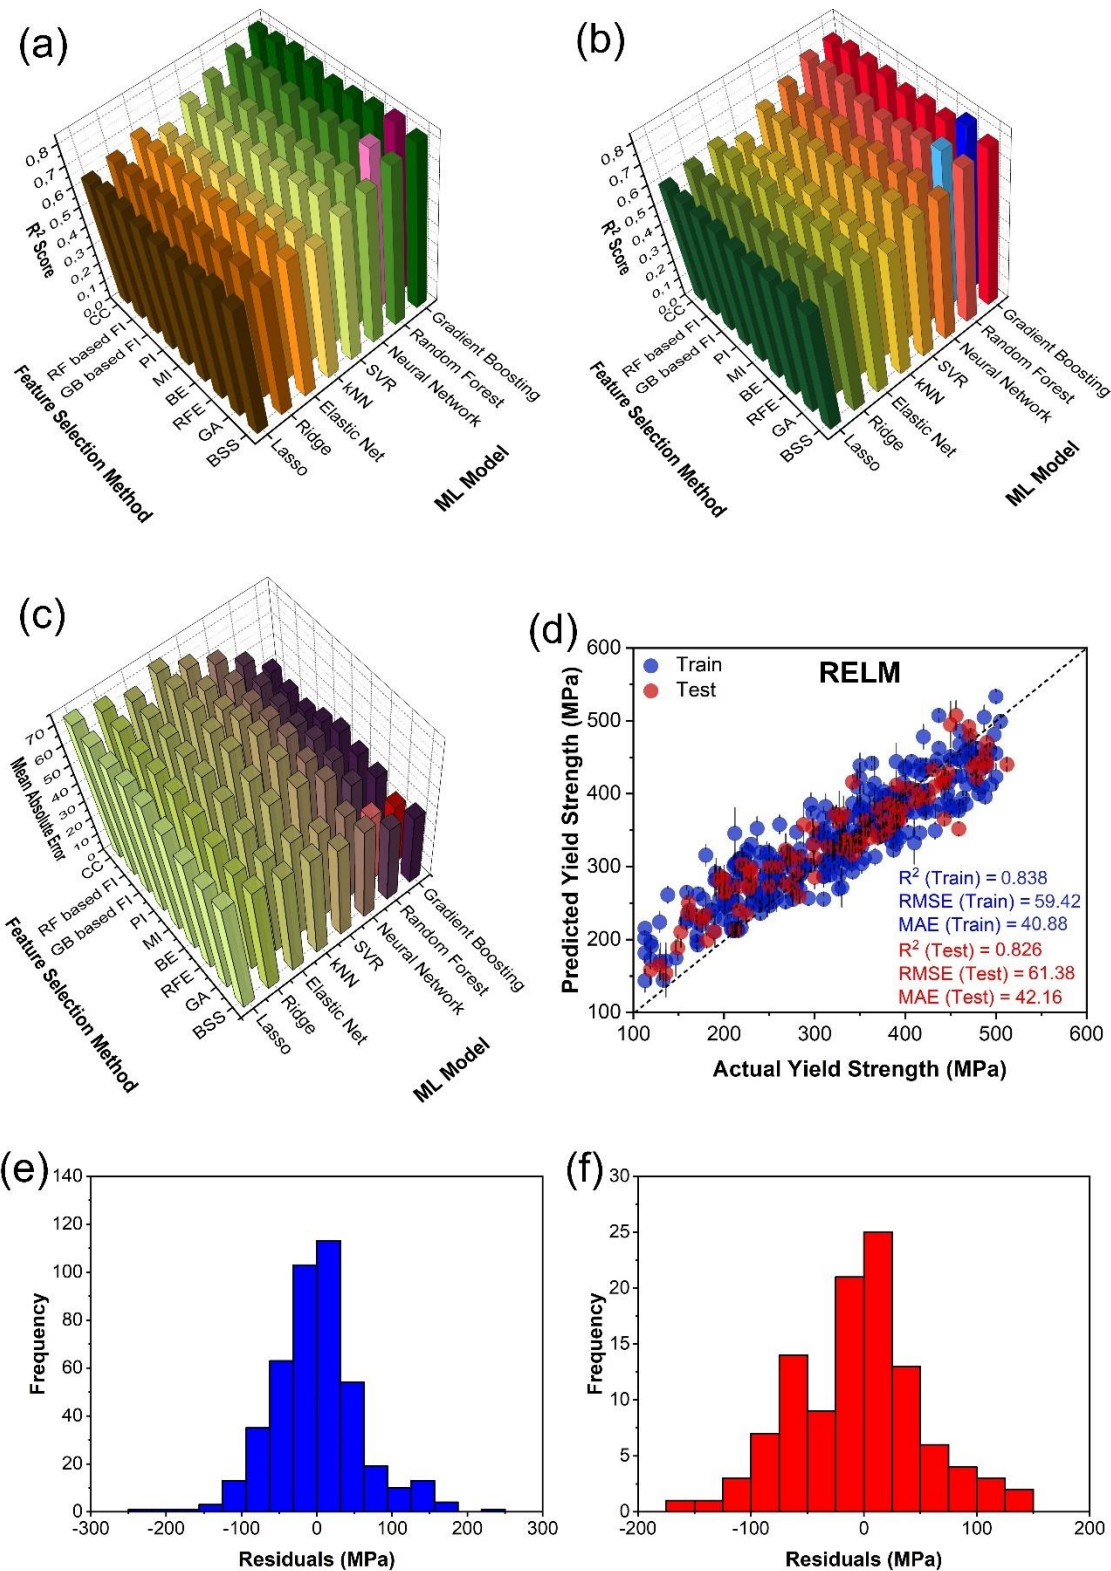 (a)
0,8
0,7
0,6
0,5
0,4
0,3
0,2
0,1
0,0
R² Score
CC
RF based FI
GB based FI
PI
MI
BE
RFE
GA
BSS
Feature Selection Method
Lasso
Ridge
Elastic Net
kNN
SVR
Neural Network
Random Forest
Gradient Boosting
ML Model
(b)
0,8
0,7
0,6
0,5
0,4
0,3
0,2
0,1
0,0
R² Score
CC
RF based FI
GB based FI
PI
MI
BE
RFE
GA
BSS
Feature Selection Method
Lasso
Ridge
Elastic Net
kNN
SVR
Neural Network
Random Forest
Gradient Boosting
ML Model
(c)
70
60
50
40
30
20
10
0
Mean Absolute Error
CC
RF based FI
GB based FI
PI
MI
BE
RFE
GA
BSS
Feature Selection Method
Lasso
Ridge
Elastic Net
kNN
SVR
Neural Network
Random Forest
Gradient Boosting
ML Model
(d)
600
500
400
300
200
100
Predicted Yield Strength (MPa)
Train
Test
RELM
R² (Train) = 0.838
RMSE (Train) = 59.42
MAE (Train) = 40.88
R² (Test) = 0.826
RMSE (Test) = 61.38
MAE (Test) = 42.16
100 200 300 400 500 600
Actual Yield Strength (MPa)
(e)
140
120
100
80
60
40
20
0
Frequency
-300 -200 -100 0 100 200 300
Residuals (MPa)
(f)
30
25
20
15
10
5
0
Frequency
-200 -100 0 100 200
Residuals (MPa)